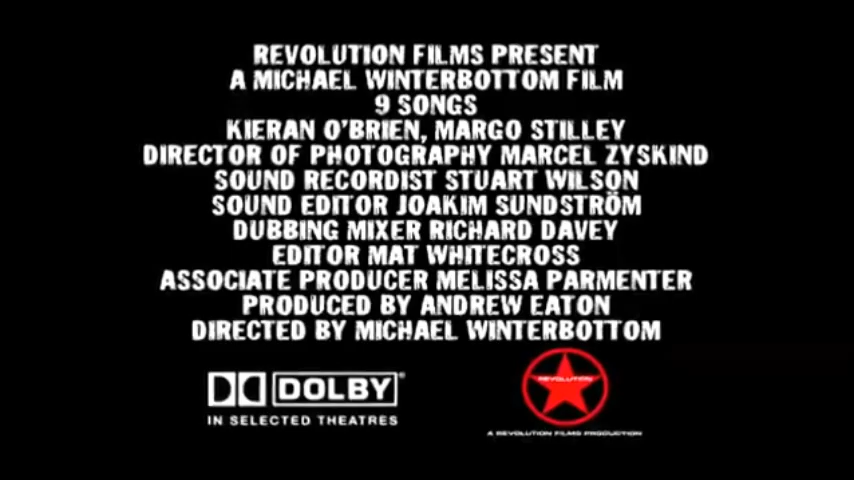 REVOLUTION FILMS PRESENT
A MICHAEL WINTERBOTTOM FILM
9 SONGS
KIERAN O'BRIEN, MARGO STILLEY
DIRECTOR OF PHOTOGRAPHY MARCEL ZYSKIND
SOUND RECORDIST STUART WILSON
SOUND EDITOR JOAKIM SUNDSTRÖM
DUBBING MIXER RICHARD DAVEY
EDITOR MAT WHITECROSS
ASSOCIATE PRODUCER MELISSA PARMENTER
PRODUCED BY ANDREW EATON
DIRECTED BY MICHAEL WINTERBOTTOM
DOLBY®
IN SELECTED THEATRES
REVOLUTION
A REVOLUTION FILMS PRODUCTION